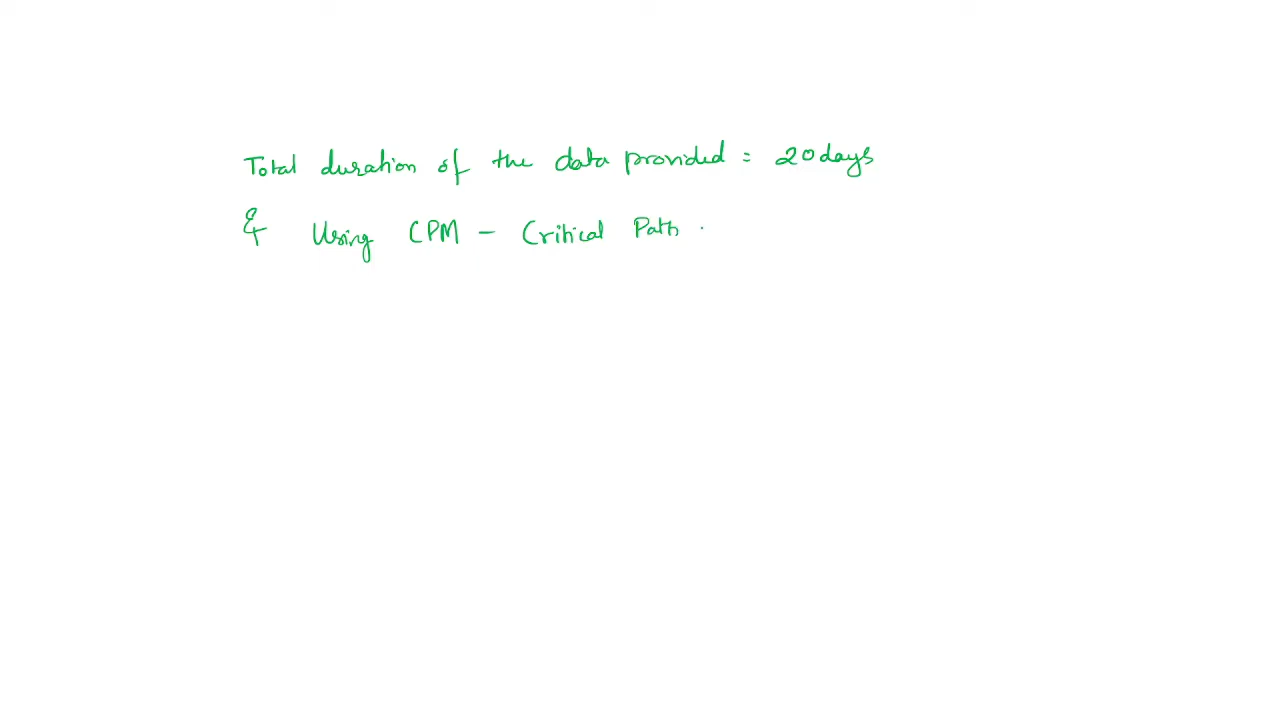 Total duration of the data provided = 20days
& Using CPM - Critical Path .